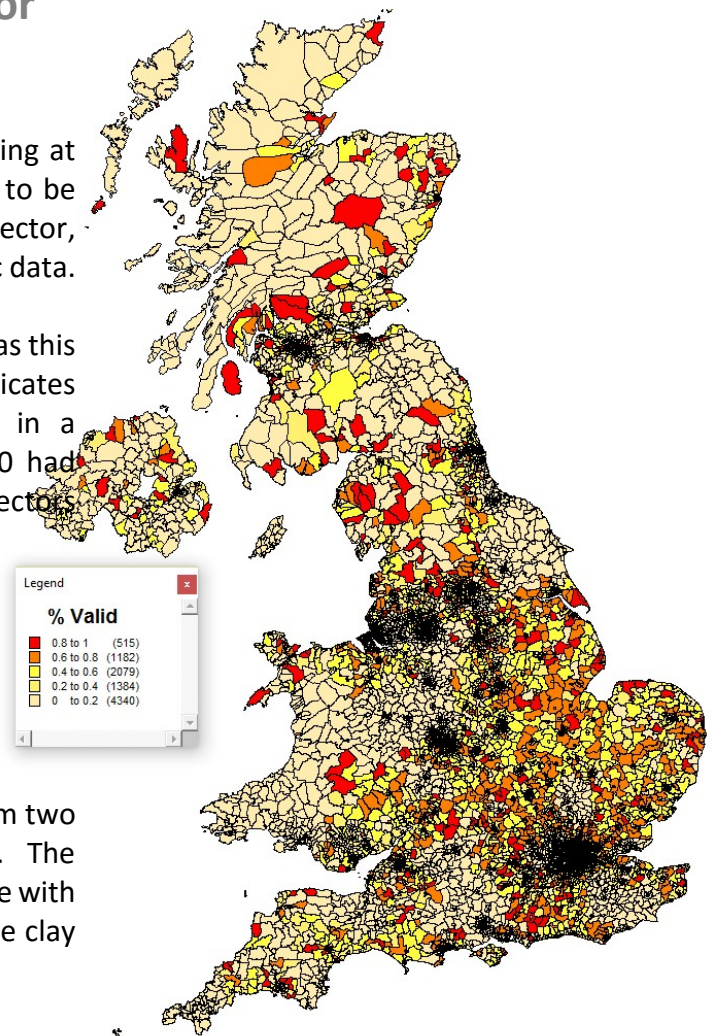 or
ing at
to be
ector,
c data.
as this
icates
in a
0 had
ectors
Legend
x
% Valid
0.8 to 1 (515)
0.6 to 0.8 (1182)
0.4 to 0.6 (2079)
0.2 to 0.4 (1384)
0 to 0.2 (4340)
m two
. The
e with
e clay